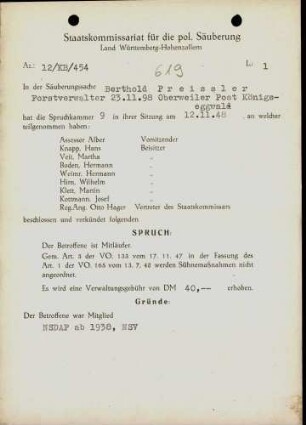 Staatskommissariat für die pol. Säuberung
Land Württemberg-Hohenzollern
Az.: 12/KB/454
619
1
In der Säuberungssache Berthold Preissler
Forstverwalter 23.11.98 Oberweiler Post Königs-
eggwald
hat die Spruchkammer 9 in ihrer Sitzung am 12.11.48 , an welcher
teilgenommen haben:
Assessor Alber Vorsitzender
Knapp, Hans Beisitzer
Veit, Martha "
Boden, Hermann "
Weiner, Hermann "
Hirn, Wilhelm "
Klett, Martin "
Kettmann, Josef "
Reg.Arg. Otto Hager Vertreter des Staatskommissars
beschlossen und verkündet folgenden
SPRUCH:
Der Betroffene ist Mitläufer.
Gem. Art. 3 der VO. 133 vom 17. 11. 47 in der Fassung des
Art. 1 der VO. 165 vom 13. 7. 48 werden Sühnemaßnahmen nicht
angeordnet.
Es wird eine Verwaltungsgebühr von DM 40,-- erhoben.
Gründe:
Der Betroffene war Mitglied
NSDAP ab 1938, NSV